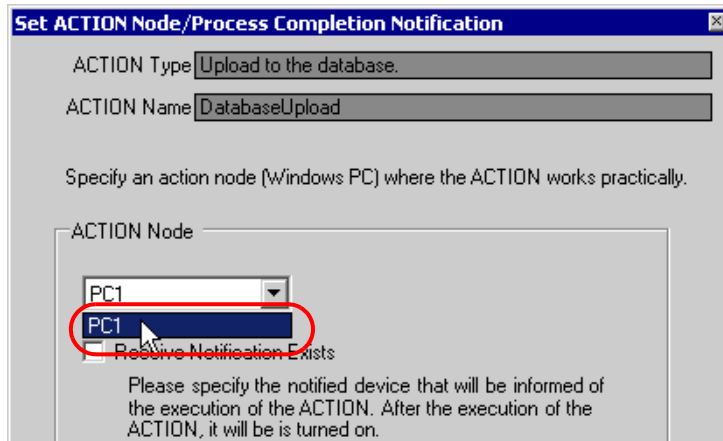 Set ACTION Node/Process Completion Notification
ACTION Type Upload to the database.
ACTION Name DatabaseUpload
Specify an action node (Windows PC) where the ACTION works practically.
ACTION Node
PC1
PC1
Receive Notification Exists
Please specify the notified device that will be informed of
the execution of the ACTION. After the execution of the
ACTION, it will be is turned on.